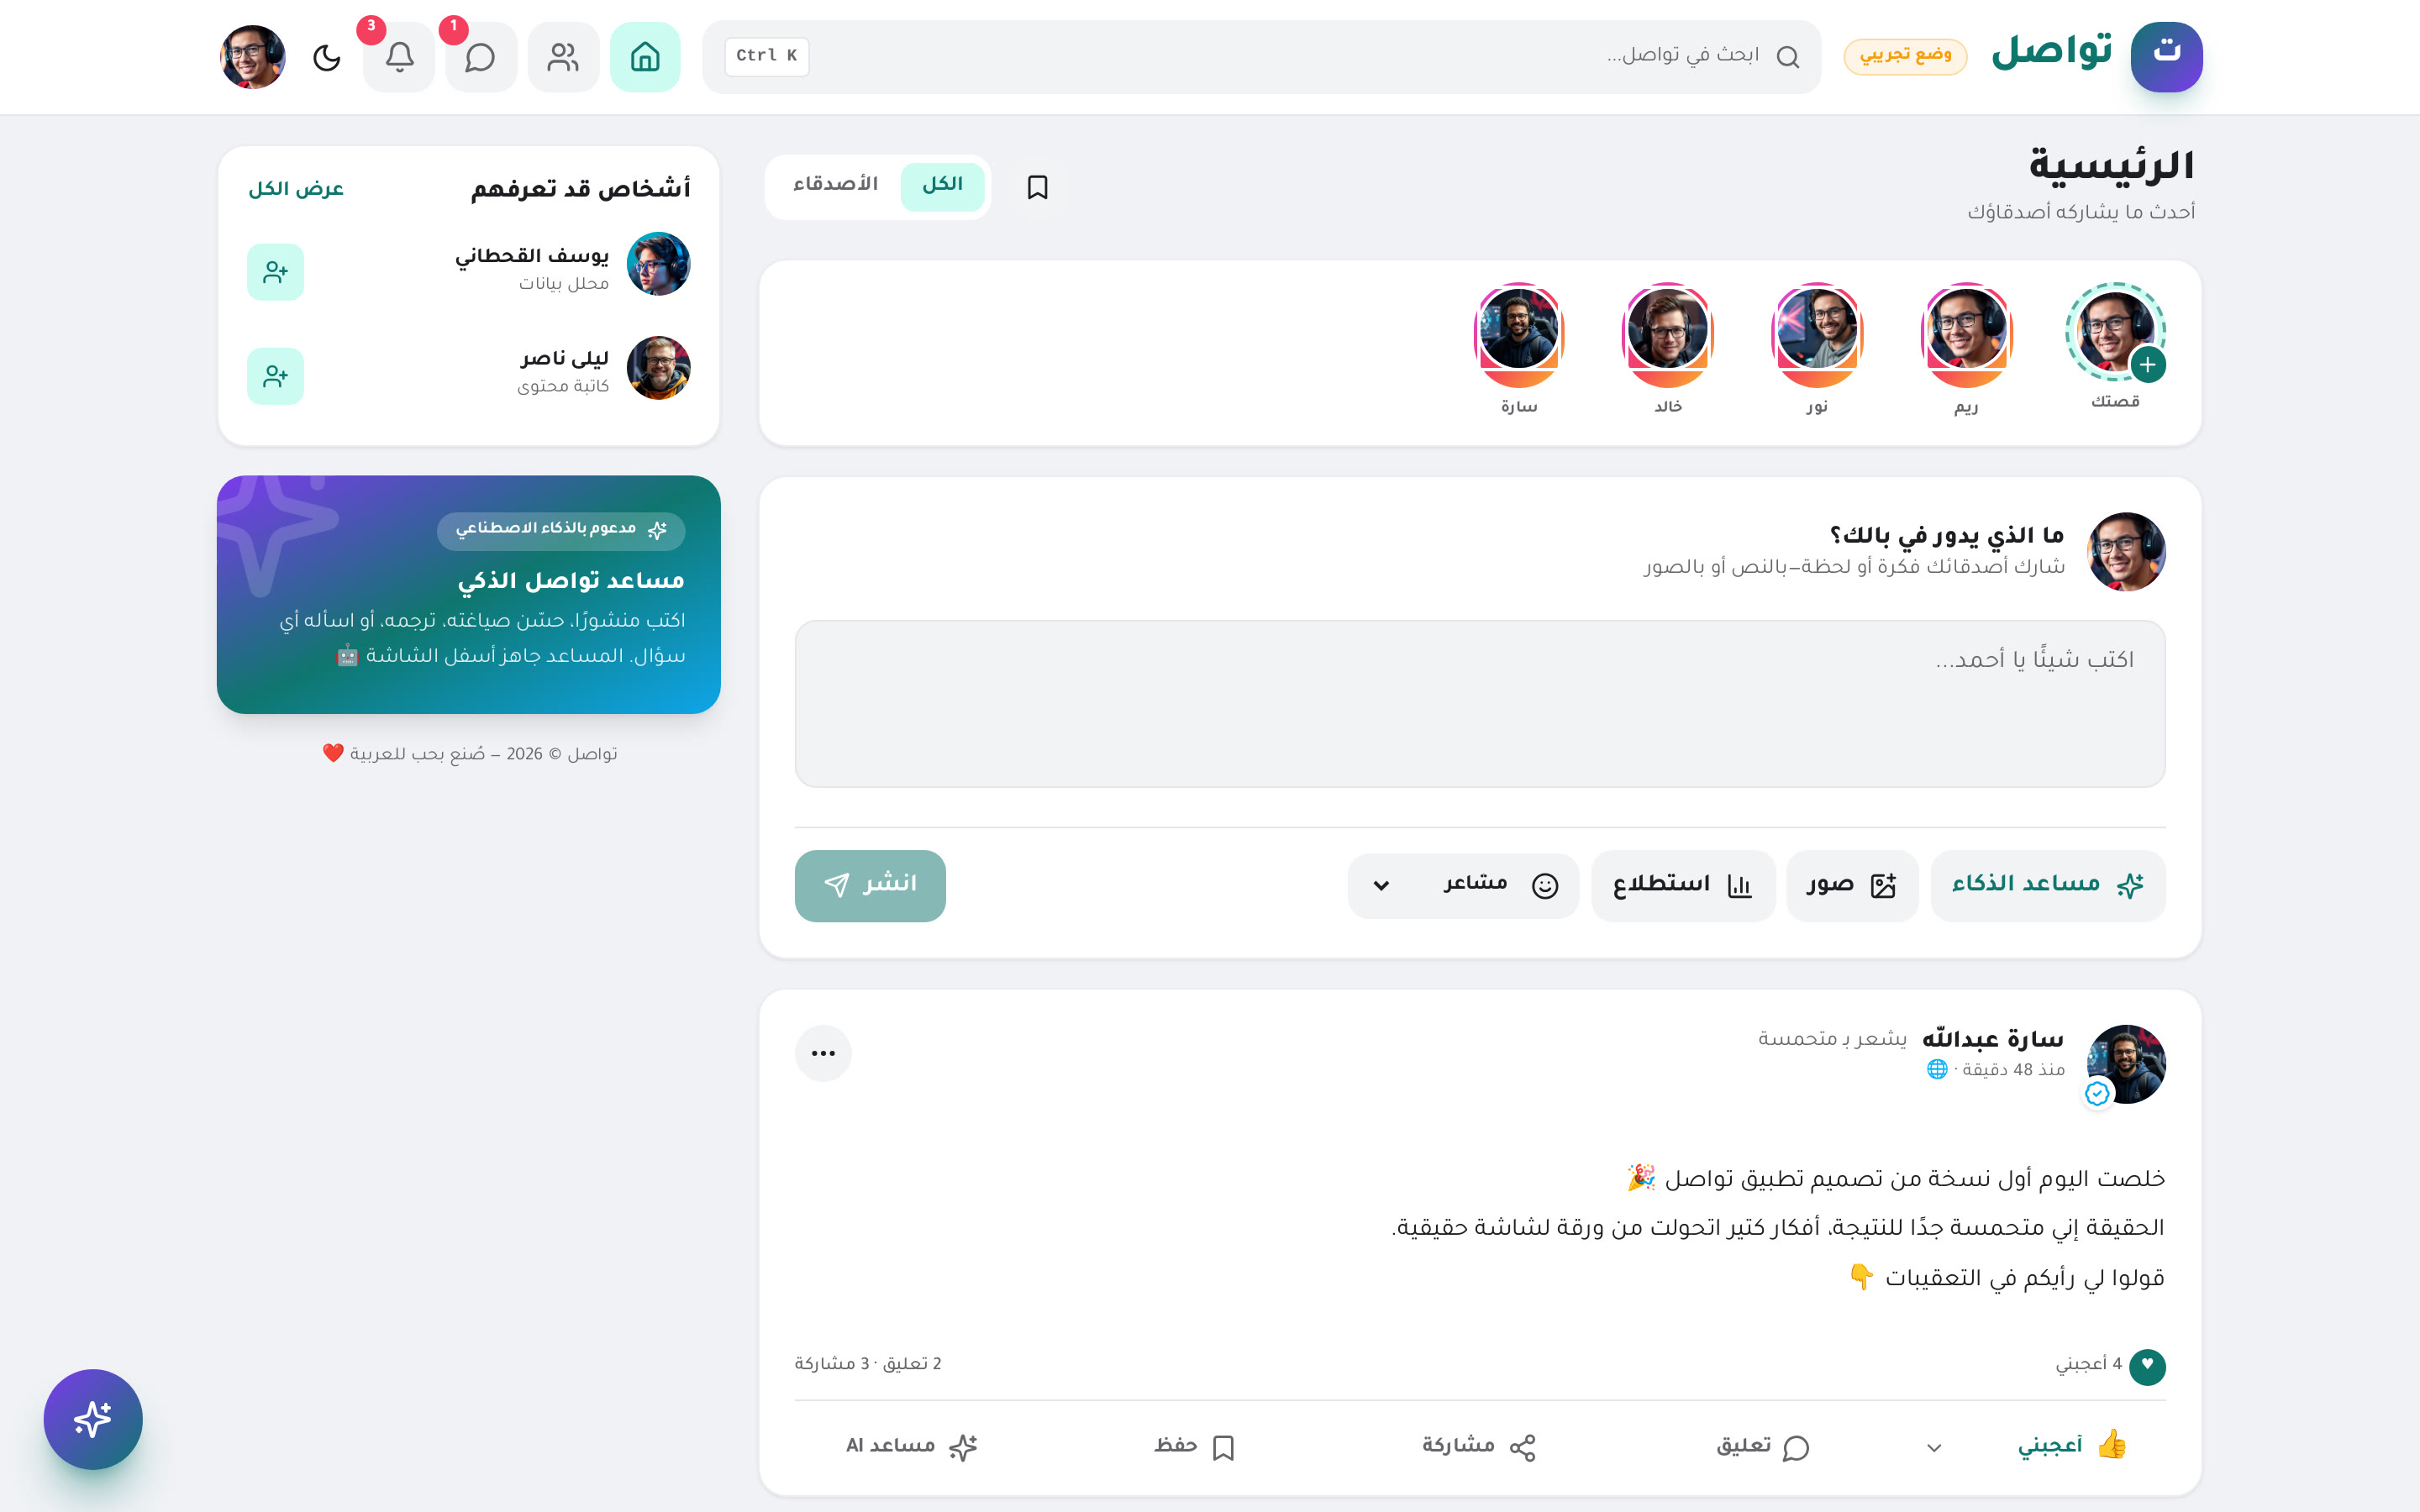 ت
تواصل
وضع تجريبي
ابحث في تواصل...
Ctrl K
1
3
الرئيسية
أحدث ما يشاركه أصدقاؤك
الكل
الأصدقاء
قصتك
ريم
نور
خالد
سارة
ما الذي يدور في بالك؟
شارك أصدقائك فكرة أو لحظة—بالنص أو بالصور
اكتب شيئًا يا أحمد...
مساعد الذكاء
صور
استطلاع
مشاعر
انشر
سارة عبدالله يشعر بـ متحمسة
منذ 48 دقيقة · 🌐
خلصت اليوم أول نسخة من تصميم تطبيق تواصل 🎉
الحقيقة إني متحمسة جدًا للنتيجة، أفكار كتير اتحولت من ورقة لشاشة حقيقية.
قولوا لي رأيكم في التعقيبات 👇
4 أعجبني
2 تعليق · 3 مشاركة
👍 أعجبني
تعليق
مشاركة
حفظ
مساعد AI
أشخاص قد تعرفهم
عرض الكل
يوسف القحطاني
محلل بيانات
ليلى ناصر
كاتبة محتوى
مدعوم بالذكاء الاصطناعي
مساعد تواصل الذكي
اكتب منشورًا، حسّن صياغته، ترجمه، أو اسأله أي
سؤال. المساعد جاهز أسفل الشاشة 🤖
تواصل © 2026 — صُنع بحب للعربية ❤️